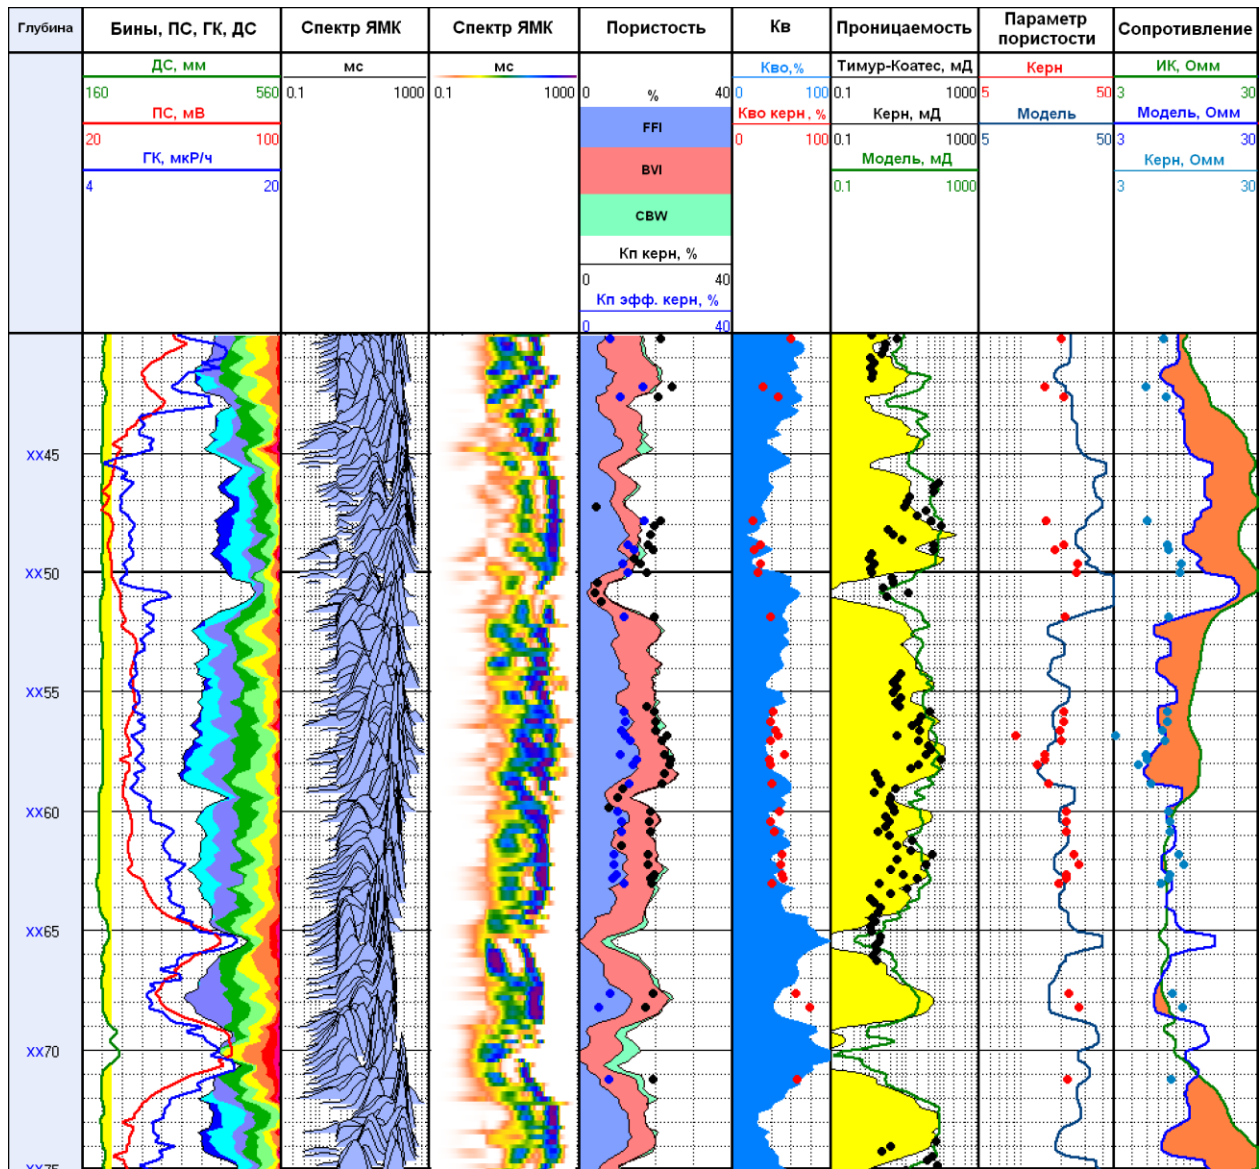 Глубина
Бины, ПС, ГК, ДС
Спектр ЯМК
Спектр ЯМК
Пористость
Кв
Проницаемость
Параметр
пористости
Сопротивление
ДС, мм
160 560
ПС, мВ
20 100
ГК, мкР/ч
4 20
мс
0.1 1000
мс
0.1 1000
0 % 40
FFI
BVI
CBW
Кп керн, %
0 40
Кп эфф. керн, %
0 40
Кво,%
0 100
Кво керн, %
0 100
Тимур-Коатес, мД
0.1 1000
Керн, мД
0.1 1000
Модель, мД
0.1 1000
Керн
5 50
Модель
5 50
ИК, Омм
3 30
Модель, Омм
3 30
Керн, Омм
3 30
XX45
XX50
XX55
XX60
XX65
XX70
XX75